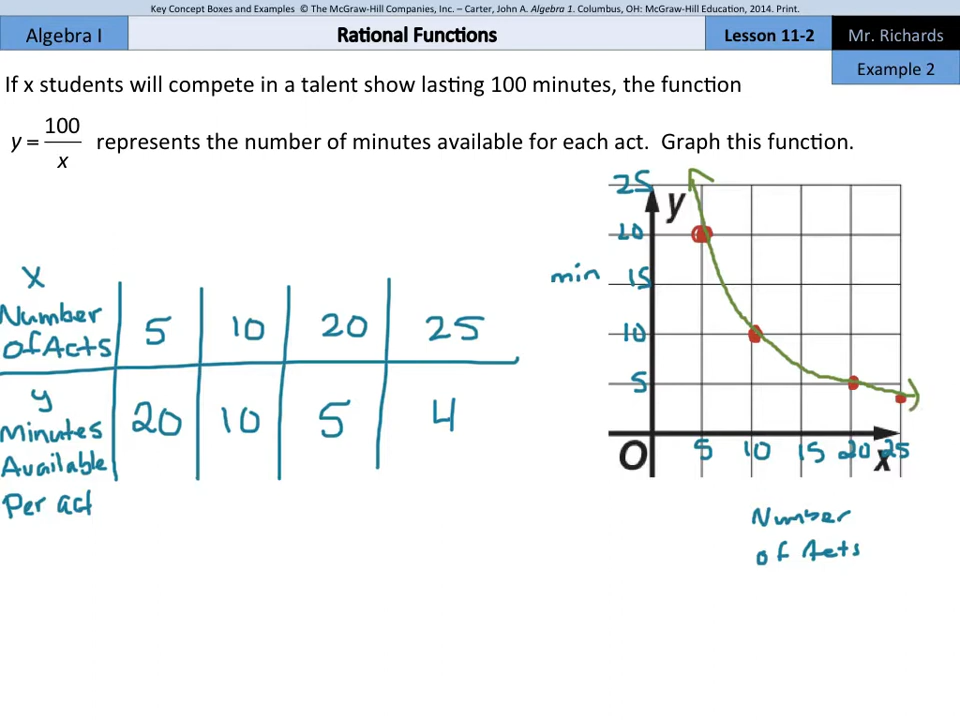 Key Concept Boxes and Examples © The McGraw-Hill Companies, Inc. – Carter, John A. Algebra 1. Columbus, OH: McGraw-Hill Education, 2014. Print.
Algebra I
Rational Functions
Lesson 11-2
Mr. Richards
Example 2
If x students will compete in a talent show lasting 100 minutes, the function
y = 100/x represents the number of minutes available for each act. Graph this function.
x
Number
Of Acts
5 10 20 25
y
Minutes
Available
Per act
20 10 5 4
25
y
20
min 15
10
5
O 5 10 15 20 x 25
Number
of Acts